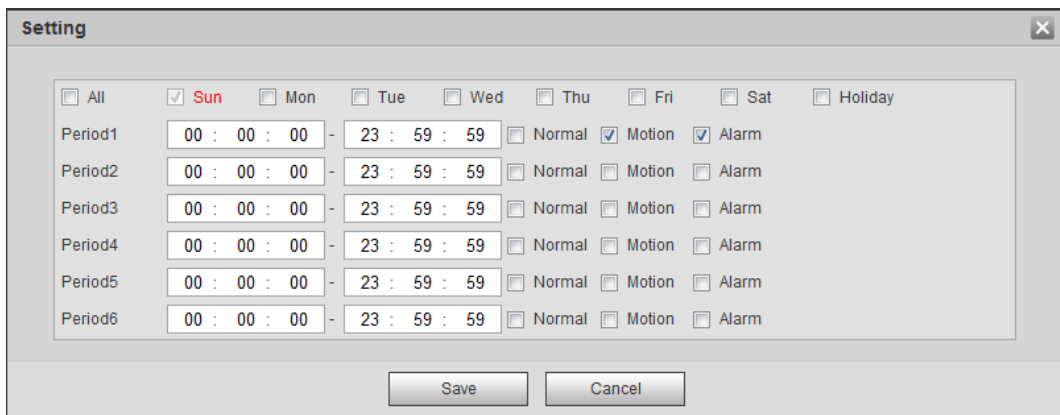 Setting
All Sun Mon Tue Wed Thu Fri Sat Holiday
Period1 00 : 00 : 00 - 23 : 59 : 59 Normal Motion Alarm
Period2 00 : 00 : 00 - 23 : 59 : 59 Normal Motion Alarm
Period3 00 : 00 : 00 - 23 : 59 : 59 Normal Motion Alarm
Period4 00 : 00 : 00 - 23 : 59 : 59 Normal Motion Alarm
Period5 00 : 00 : 00 - 23 : 59 : 59 Normal Motion Alarm
Period6 00 : 00 : 00 - 23 : 59 : 59 Normal Motion Alarm
Save Cancel